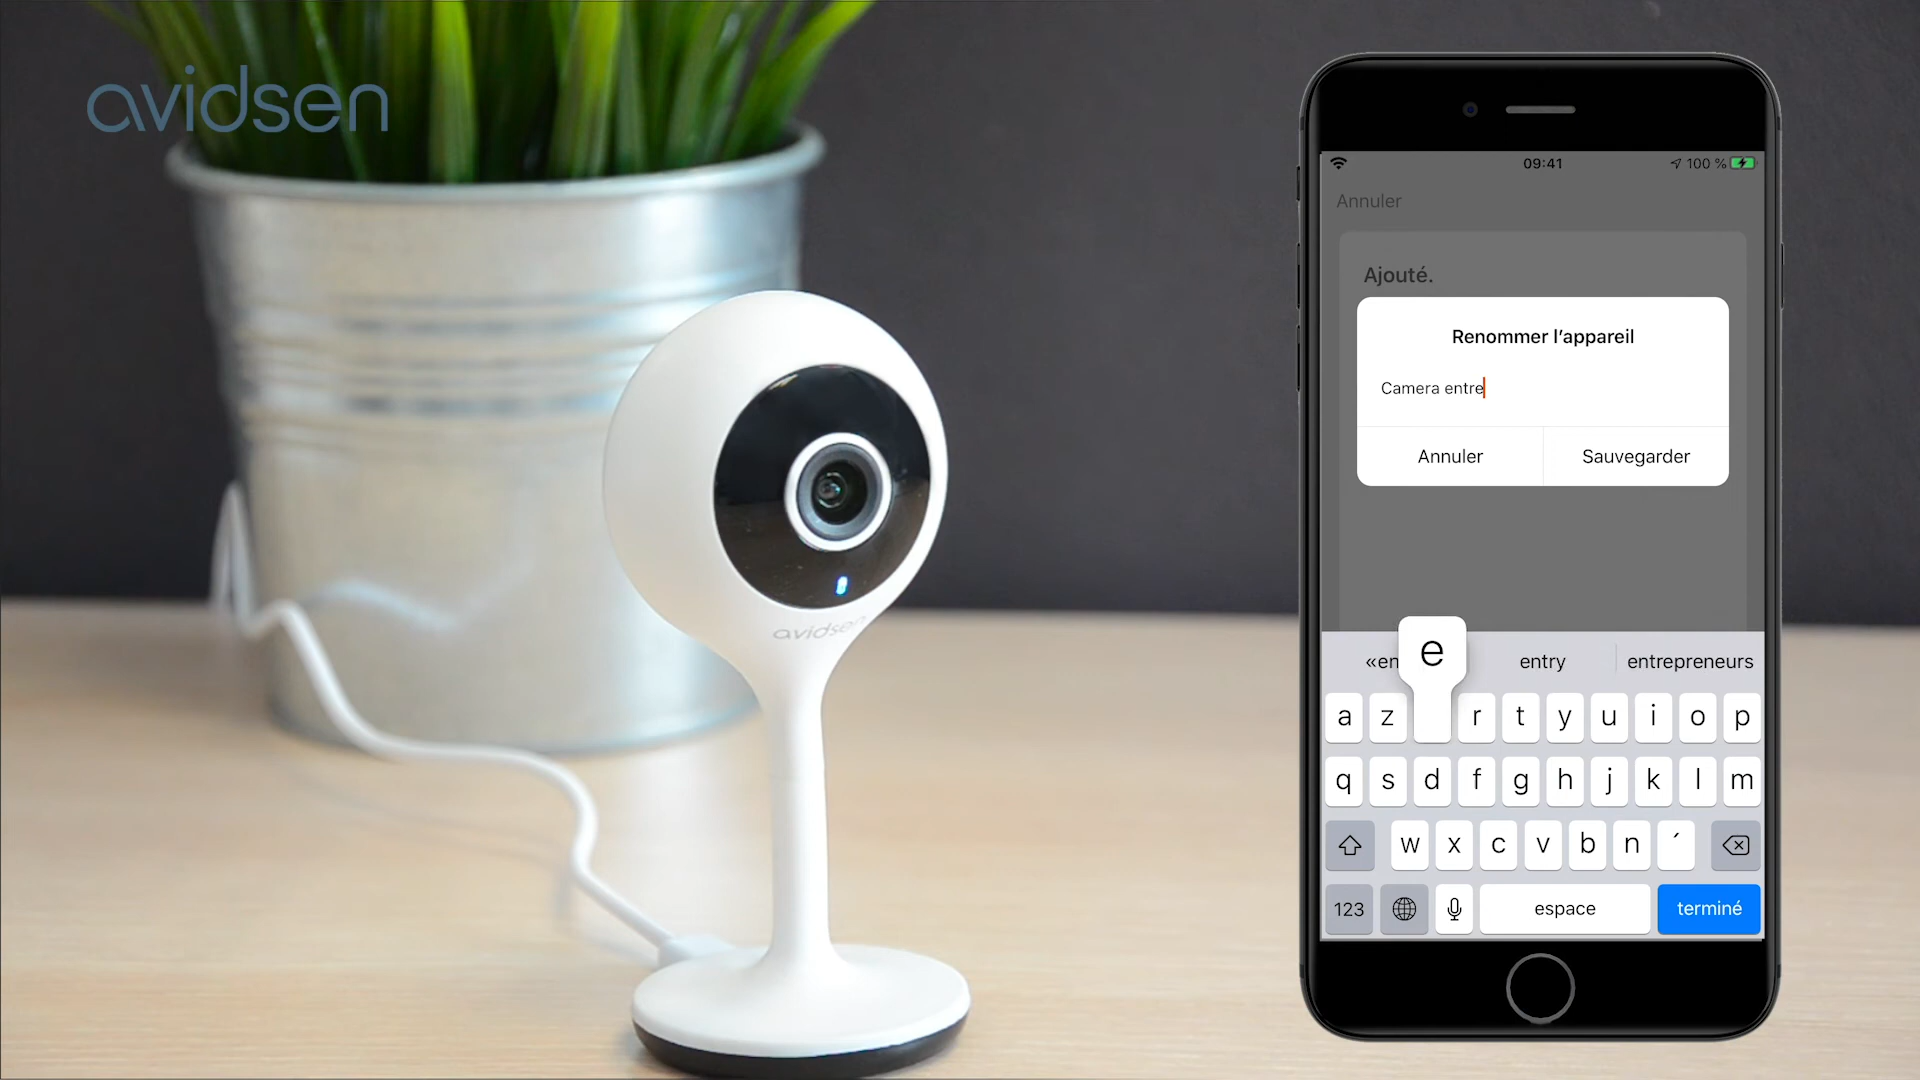 avidsen
avidsen
09:41
100 %
Annuler
Ajouté.
Renommer l'appareil
Camera entre
Annuler
Sauvegarder
«en
e
entry
entrepreneurs
a z r t y u i o p
q s d f g h j k l m
w x c v b n ´
123
espace
terminé